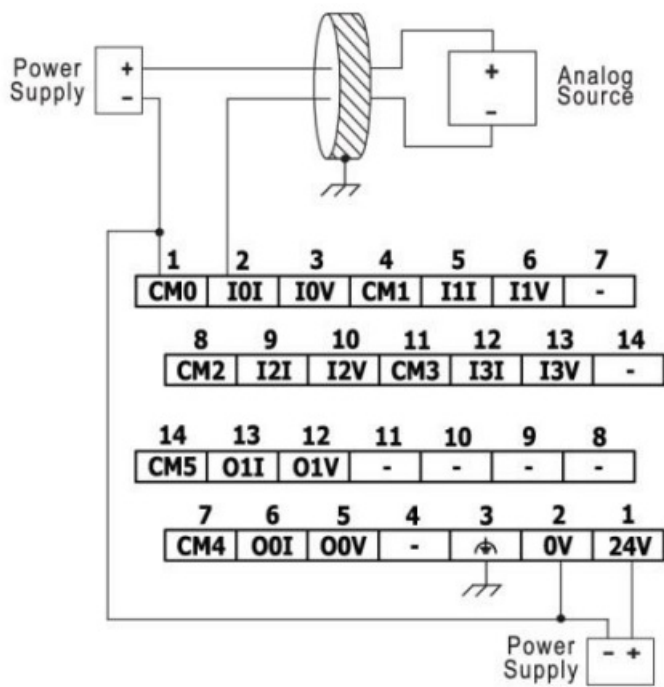 Power
Supply
+
-
+
-
Analog
Source
1 2 3 4 5 6 7
CM0 I0I I0V CM1 I1I I1V -
8 9 10 11 12 13 14
CM2 I2I I2V CM3 I3I I3V -
14 13 12 11 10 9 8
CM5 O1I O1V - - - -
7 6 5 4 3 2 1
CM4 O0I O0V - 0V 24V
Power
Supply
- +